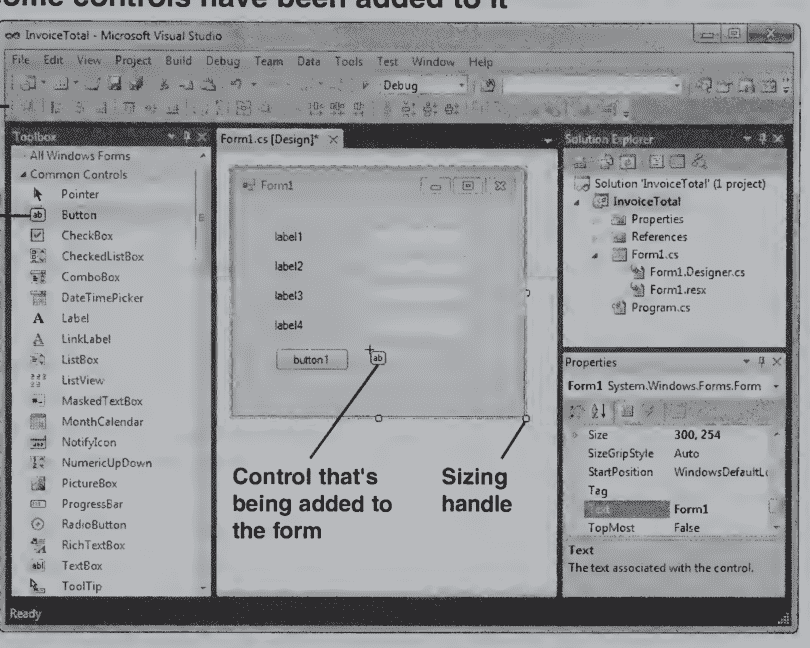 ome controls have been added to it
InvoiceTotal - Microsoft Visual Studio
File Edit View Project Build Debug Team Data Tools Test Window Help
Debug
Toolbox
All Windows Forms
Common Controls
Pointer
Button
CheckBox
CheckedListBox
ComboBox
DateTimePicker
Label
LinkLabel
ListBox
ListView
MaskedTextBox
MonthCalendar
NotifyIcon
NumericUpDown
PictureBox
ProgressBar
RadioButton
RichTextBox
TextBox
ToolTip
Form1.cs [Design]*
Form1
label1
label2
label3
label4
button1
ab
Control that's
being added to
the form
Sizing
handle
Solution Explorer
Solution 'InvoiceTotal' (1 project)
InvoiceTotal
Properties
References
Form1.cs
Form1.Designer.cs
Form1.resx
Program.cs
Properties
Form1 System.Windows.Forms.Form
Size 300, 254
SizeGripStyle Auto
StartPosition WindowsDefaultLo
Tag
Text Form1
TopMost False
Text
The text associated with the control.
Ready